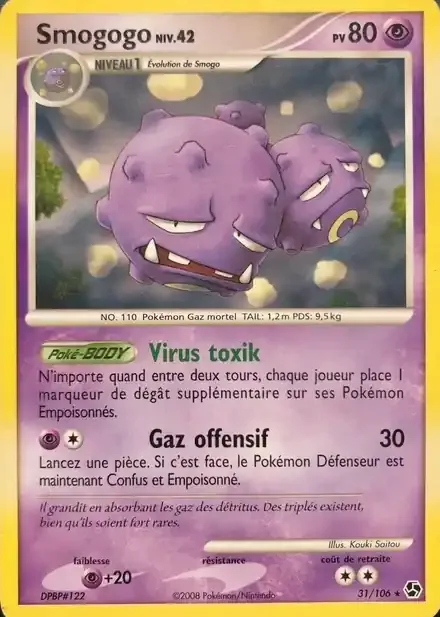 Smogogo NIV.42
PV 80
NIVEAU 1 Évolution de Smogo
NO. 110 Pokémon Gaz mortel TAIL: 1,2 m PDS: 9,5 kg
Poké-BODY Virus toxik
N'importe quand entre deux tours, chaque joueur place 1
marqueur de dégât supplémentaire sur ses Pokémon
Empoisonnés.
Gaz offensif 30
Lancez une pièce. Si c'est face, le Pokémon Défenseur est
maintenant Confus et Empoisonné.
Il grandit en absorbant les gaz des détritus. Des triplés existent,
bien qu'ils soient fort rares.
Illus. Kouki Saitou
faiblesse résistance coût de retraite
+20
DPBP#122 ©2008 Pokémon/Nintendo 31/106 ★